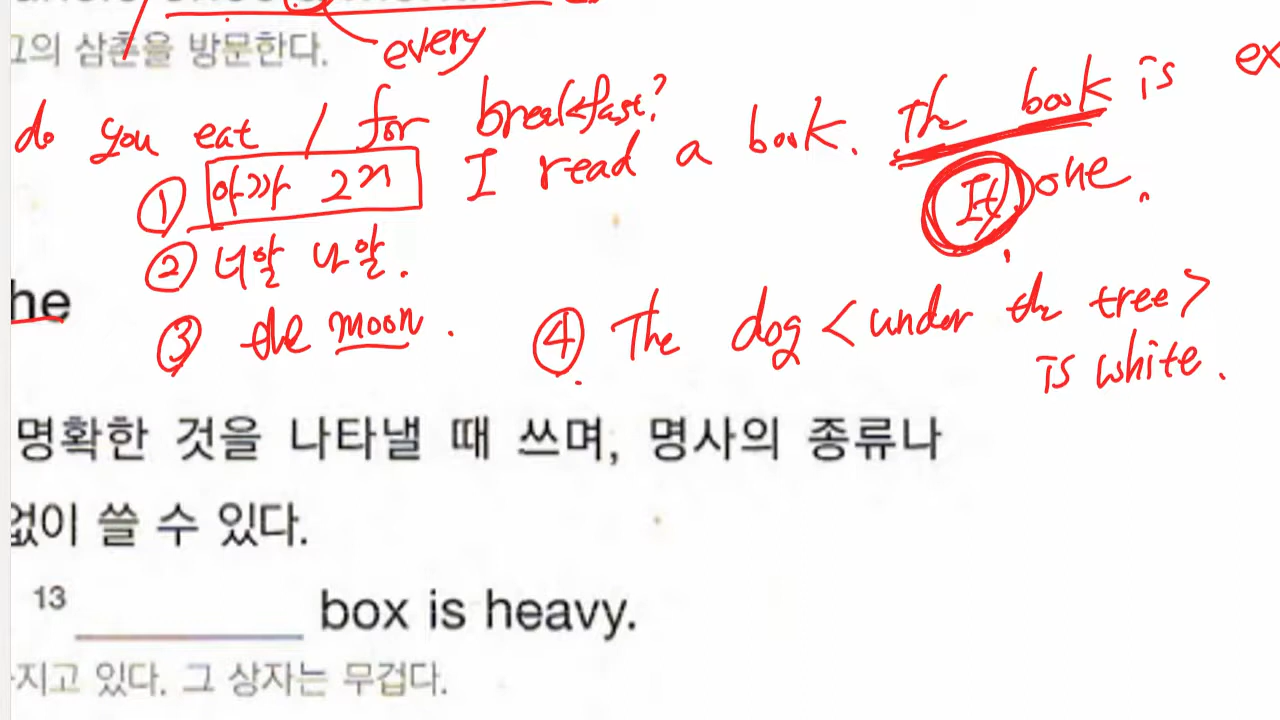 그의 삼촌을 방문한다.
every
do you eat / for breakfast?
I read a book. The book is
① 아까 그거
It one.
② 너알 나알.
he
③ the moon. ④ The dog <under the tree>
is white.
명확한 것을 나타낼 때 쓰며, 명사의 종류나
없이 쓸 수 있다.
13 box is heavy.
지고 있다. 그 상자는 무겁다.